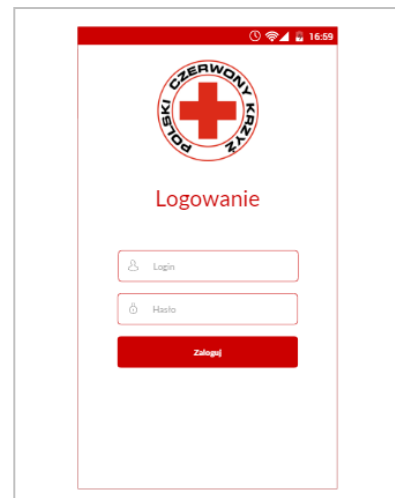 16:59
POLSKI CZERWONY KRZYŻ
Logowanie
Login
Hasło
Zaloguj